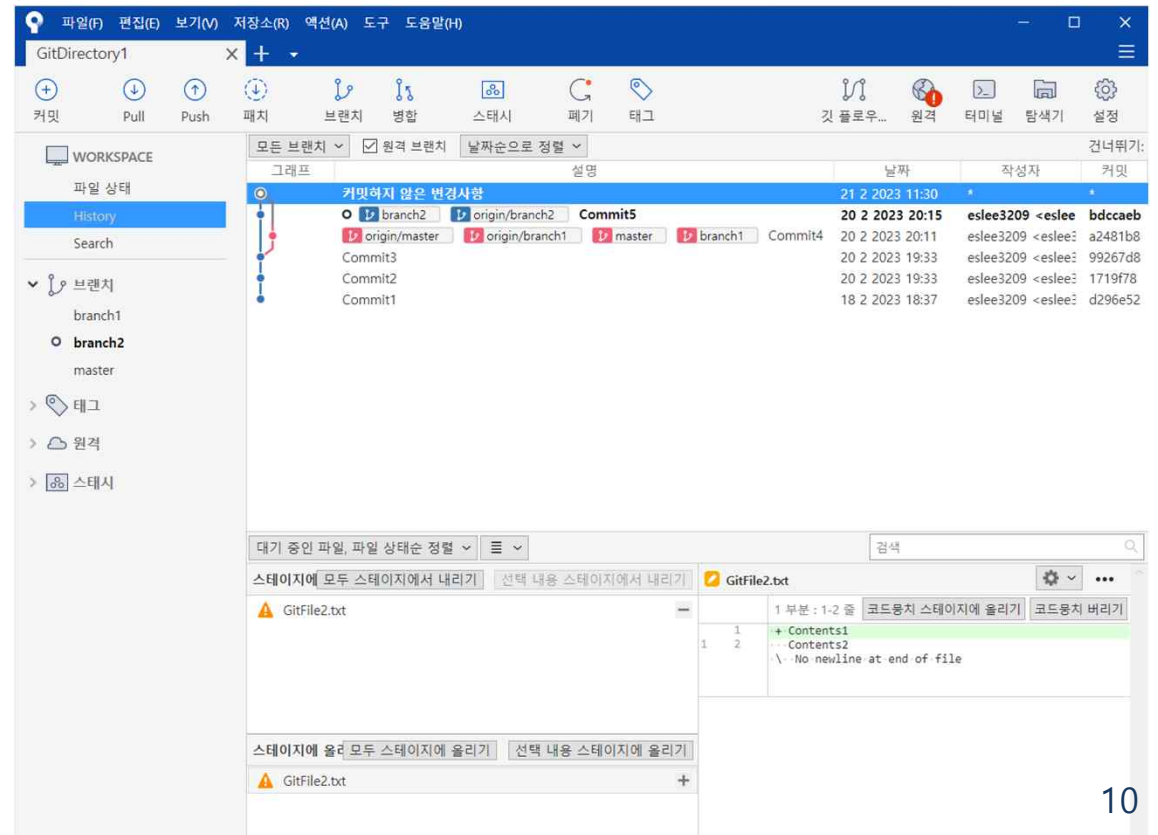 파일(F) 편집(E) 보기(V) 저장소(R) 액션(A) 도구 도움말(H)
GitDirectory1
커밋 Pull Push 패치 브랜치 병합 스태시 폐기 태그 깃 플로우... 원격 터미널 탐색기 설정
WORKSPACE
파일 상태
History
Search
브랜치
branch1
branch2
master
태그
원격
스태시
모든 브랜치 원격 브랜치 날짜순으로 정렬 건너뛰기:
그래프 설명 날짜 작성자 커밋
커밋하지 않은 변경사항 21 2 2023 11:30 * *
branch2 origin/branch2 Commit5 20 2 2023 20:15 eslee3209 <eslee bdccaeb
origin/master origin/branch1 master branch1 Commit4 20 2 2023 20:11 eslee3209 <eslee3 a2481b8
Commit3 20 2 2023 19:33 eslee3209 <eslee3 99267d8
Commit2 20 2 2023 19:33 eslee3209 <eslee3 1719f78
Commit1 18 2 2023 18:37 eslee3209 <eslee3 d296e52
대기 중인 파일, 파일 상태순 정렬 검색
스테이지에 모두 스테이지에서 내리기 선택 내용 스테이지에서 내리기
GitFile2.txt
스테이지에 모두 스테이지에 올리기 선택 내용 스테이지에 올리기
GitFile2.txt
GitFile2.txt
1 부분 : 1-2 줄 코드뭉치 스테이지에 올리기 코드뭉치 버리기
1 + Contents1
1 2 Contents2
\ No newline at end of file
10